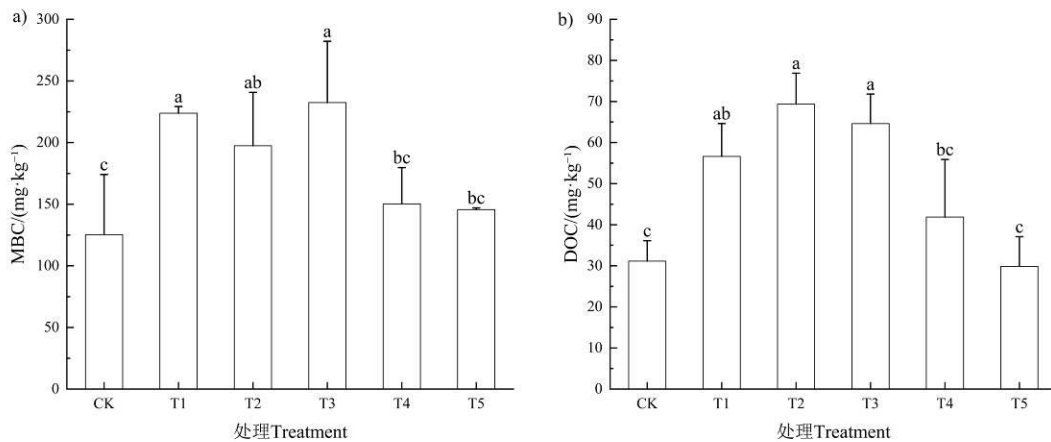 a)
MBC/(mg·kg⁻¹)
300
250
200
150
100
50
0
c
a
ab
a
bc
bc
CK T1 T2 T3 T4 T5
处理Treatment
b)
DOC/(mg·kg⁻¹)
90
80
70
60
50
40
30
20
10
0
c
ab
a
a
bc
c
CK T1 T2 T3 T4 T5
处理Treatment